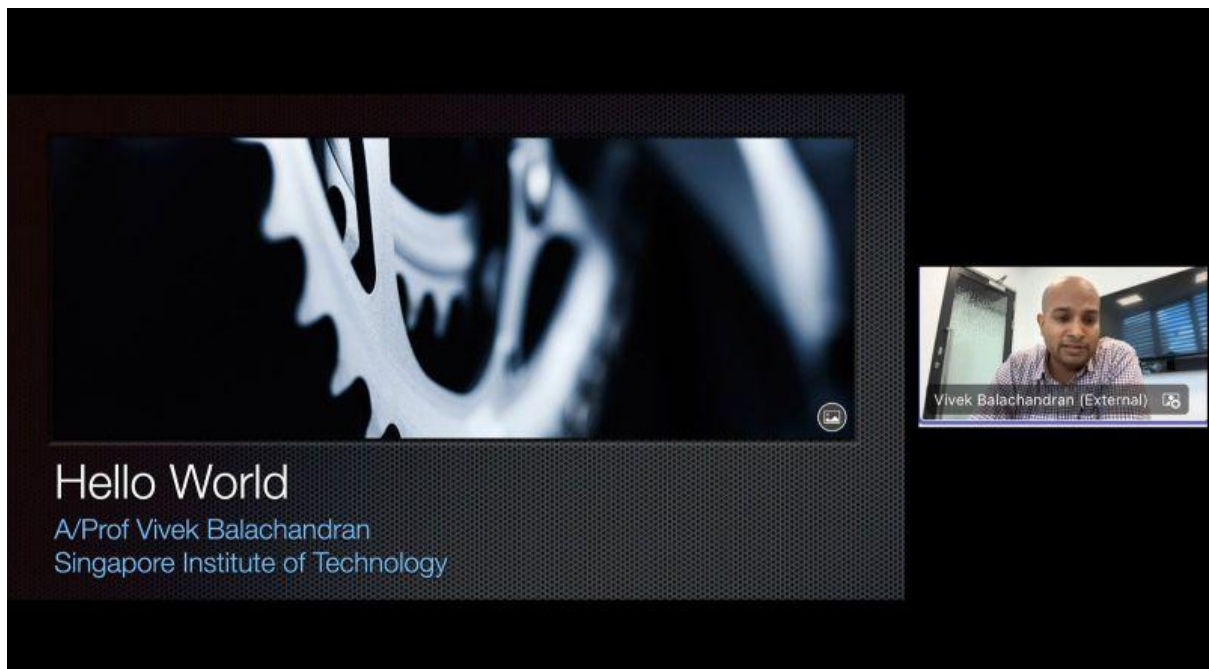 Hello World
A/Prof Vivek Balachandran
Singapore Institute of Technology
Vivek Balachandran (External)